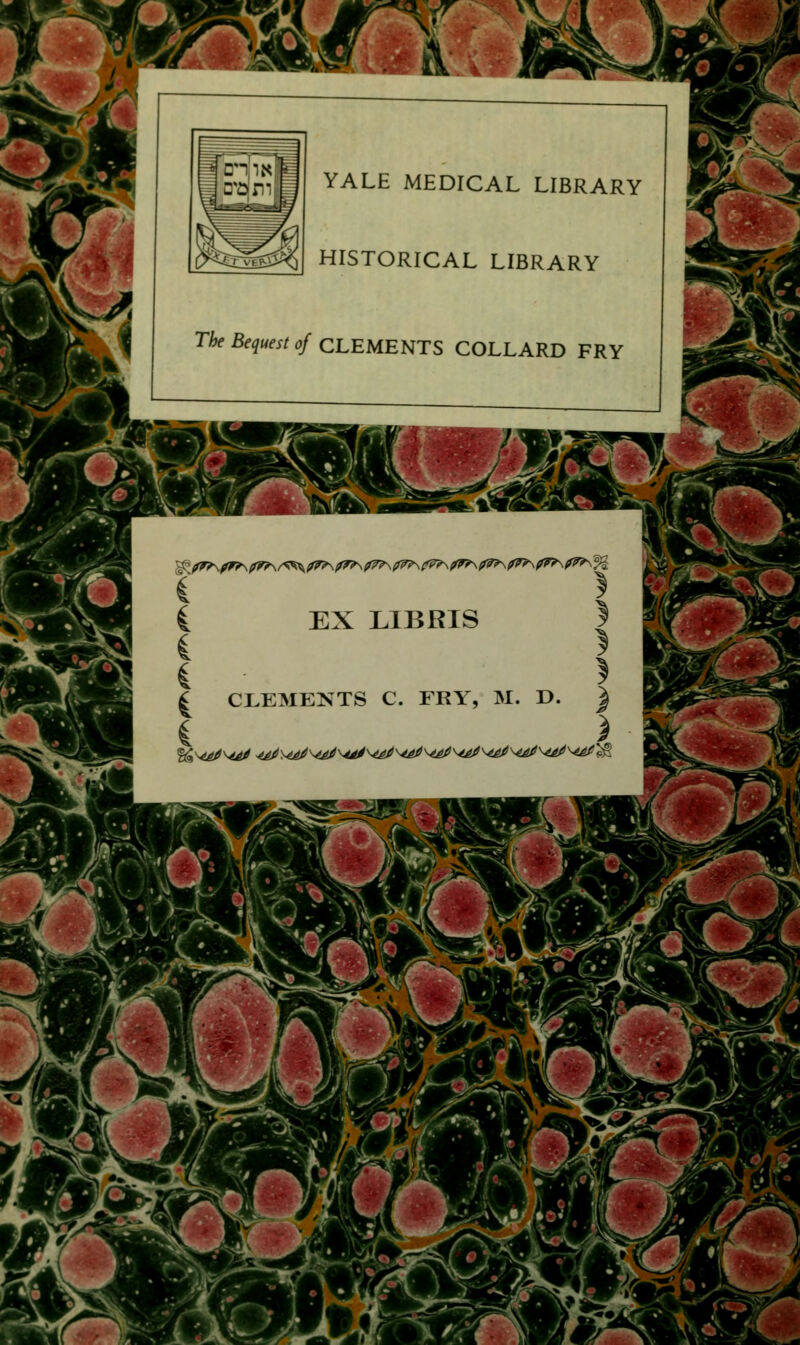 אורים
ותמים
LUX ET VERITAS
YALE MEDICAL LIBRARY
HISTORICAL LIBRARY
The Bequest of CLEMENTS COLLARD FRY
EX LIBRIS
CLEMENTS C. FRY, M. D.